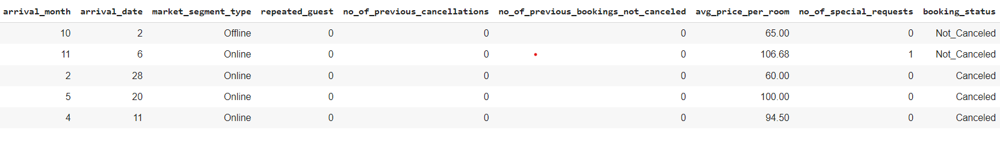 arrival_month arrival_date market_segment_type repeated_guest no_of_previous_cancellations no_of_previous_bookings_not_canceled avg_price_per_room no_of_special_requests booking_status
10 2 Offline 0 0 0 65.00 0 Not_Canceled
11 6 Online 0 0 0 106.68 1 Not_Canceled
2 28 Online 0 0 0 60.00 0 Canceled
5 20 Online 0 0 0 100.00 0 Canceled
4 11 Online 0 0 0 94.50 0 Canceled